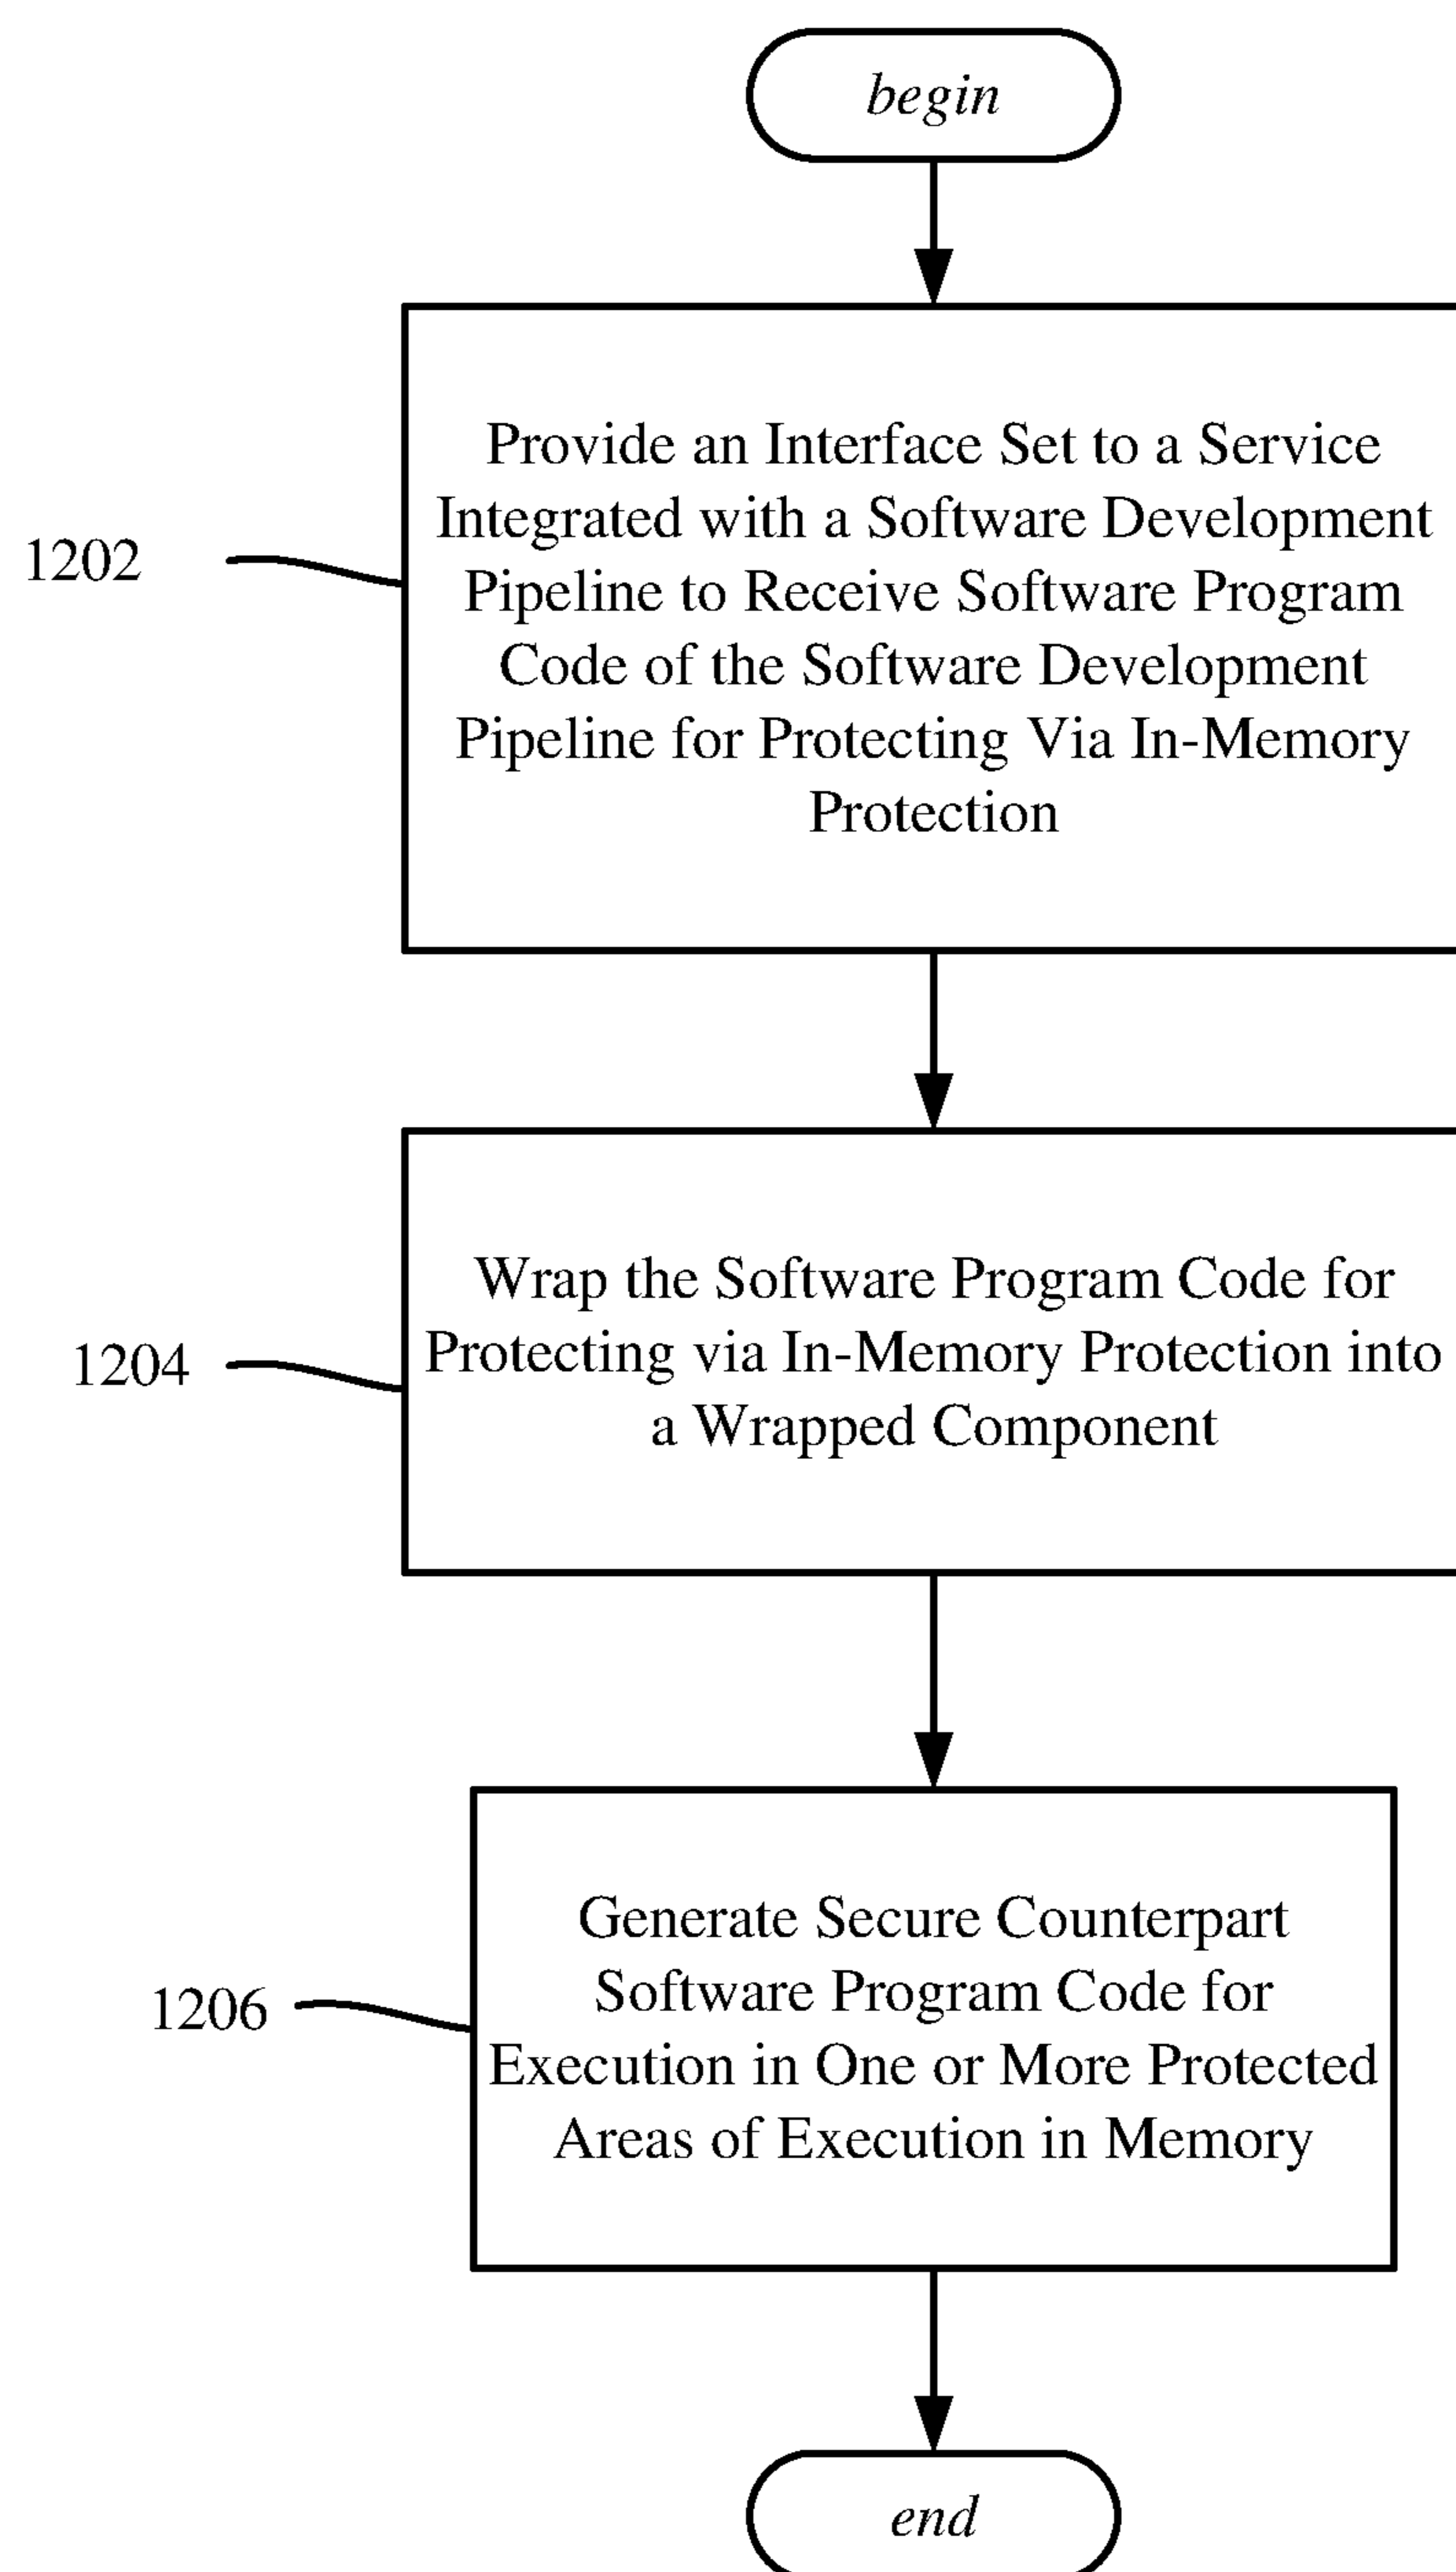 begin
Provide an Interface Set to a Service
Integrated with a Software Development
Pipeline to Receive Software Program
Code of the Software Development
Pipeline for Protecting Via In-Memory
Protection
1202
Wrap the Software Program Code for
Protecting via In-Memory Protection into
a Wrapped Component
1204
Generate Secure Counterpart
Software Program Code for
Execution in One or More Protected
Areas of Execution in Memory
1206
end